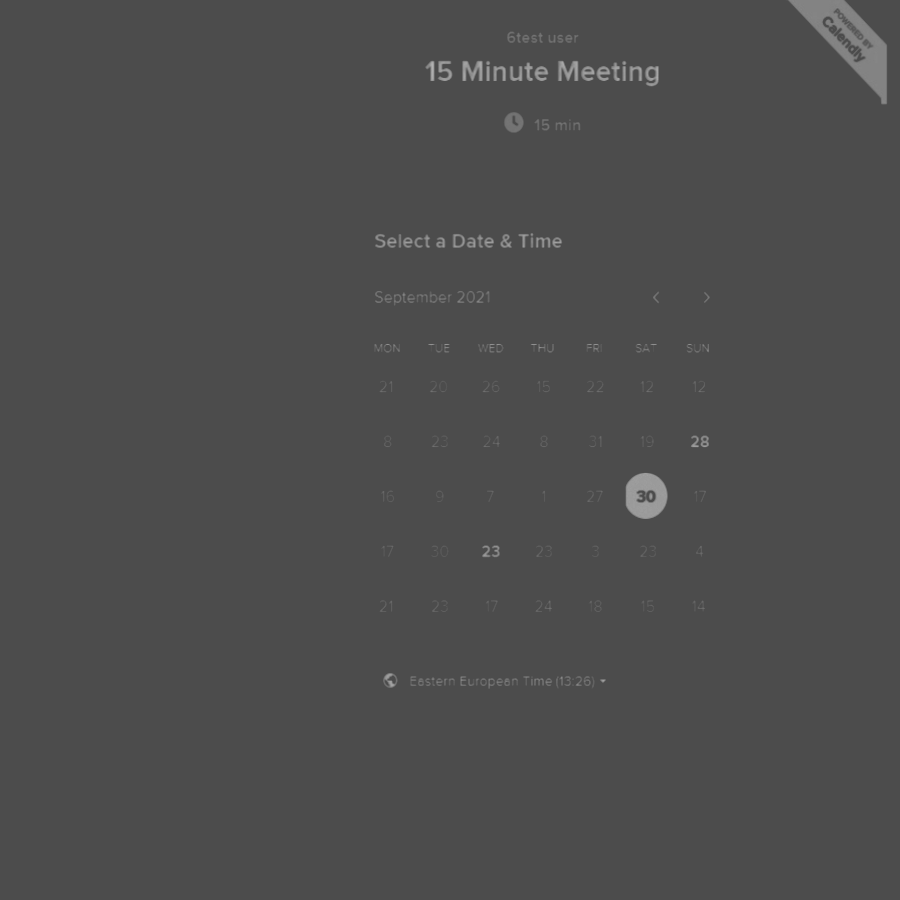 POWERED BY
Calendly
6test user
15 Minute Meeting
15 min
Select a Date & Time
September 2021
MON TUE WED THU FRI SAT SUN
21 20 26 15 22 12 12
8 23 24 8 31 19 28
16 9 7 1 27 30 17
17 30 23 23 3 23 4
21 23 17 24 18 15 14
Eastern European Time (13:26)